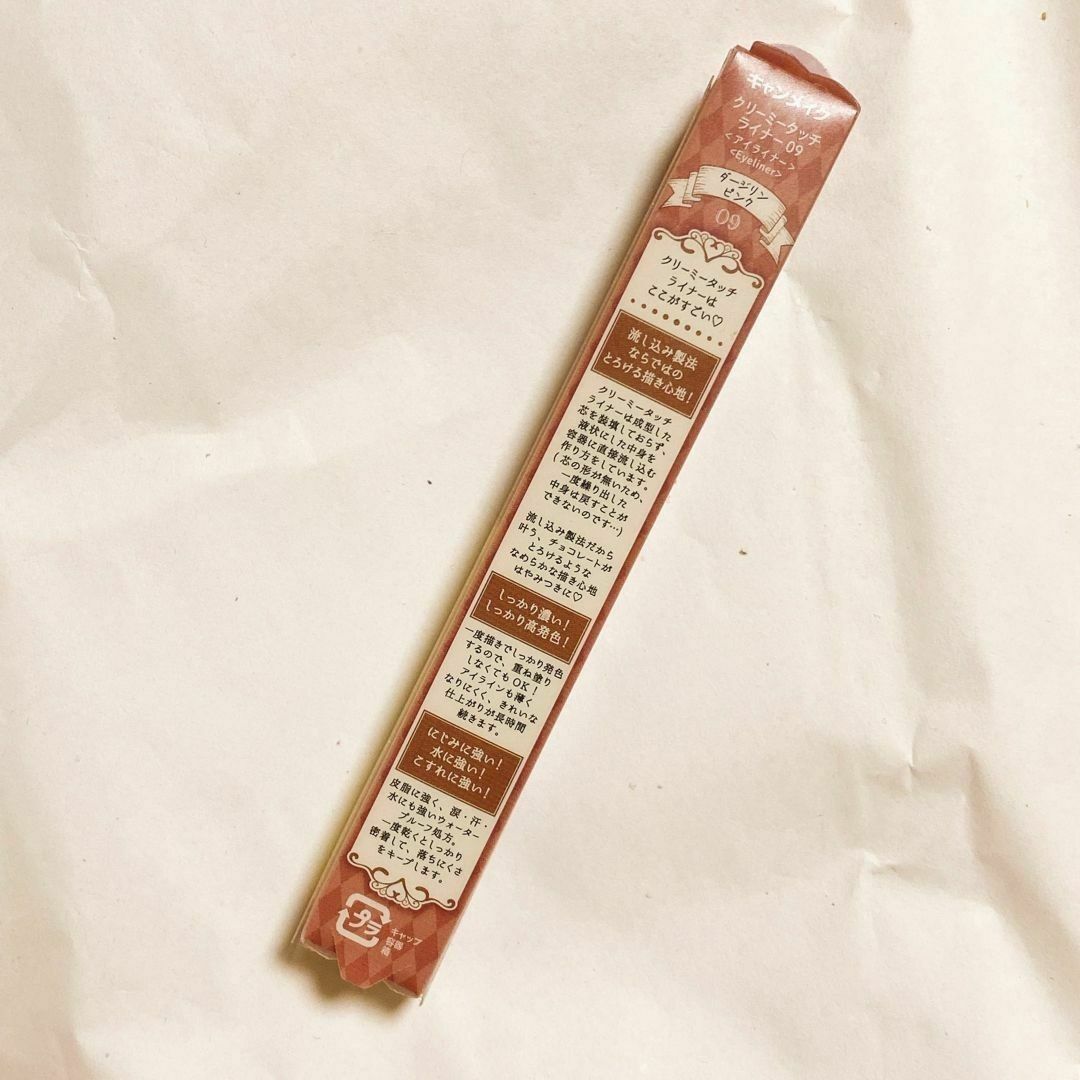 キャンメイク
クリーミータッチ
ライナー 09
<アイライナー>
<Eyeliner>
ダージリン
ピンク
09
クリーミータッチ
ライナーは
ここがすごい♡
流し込み製法
ならではの
とろける描き心地!
クリーミータッチ
ライナーは成型した
芯を装填しておらず、
液状にした中身を
容器に直接流し込む
作り方をしています。
(芯の形が無いため、
一度繰り出した
中身は戻すことが
できないのです…)
流し込み製法だから
叶う、チョコレートが
とろけるような
なめらかな描き心地
はやみつきに♡
しっかり濃い!
しっかり高発色!
一度描きでしっかり発色
するので、重ね塗り
しなくてもOK!
アイラインも薄く
なりにくく、きれいな
仕上がりが長時間
続きます。
にじみに強い!
水に強い!
こすれに強い!
皮脂に強く、涙・汗・
水にも強いウォーター
プルーフ処方。
一度乾くとしっかり
密着して、落ちにくさ
をキープします。
プラ
キャップ
容器
箱